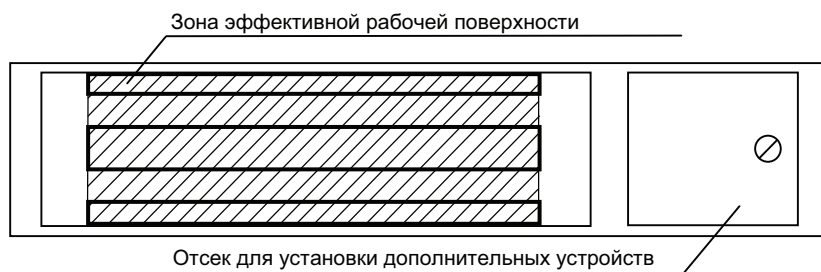 Зона эффективной рабочей поверхности
Отсек для установки дополнительных устройств